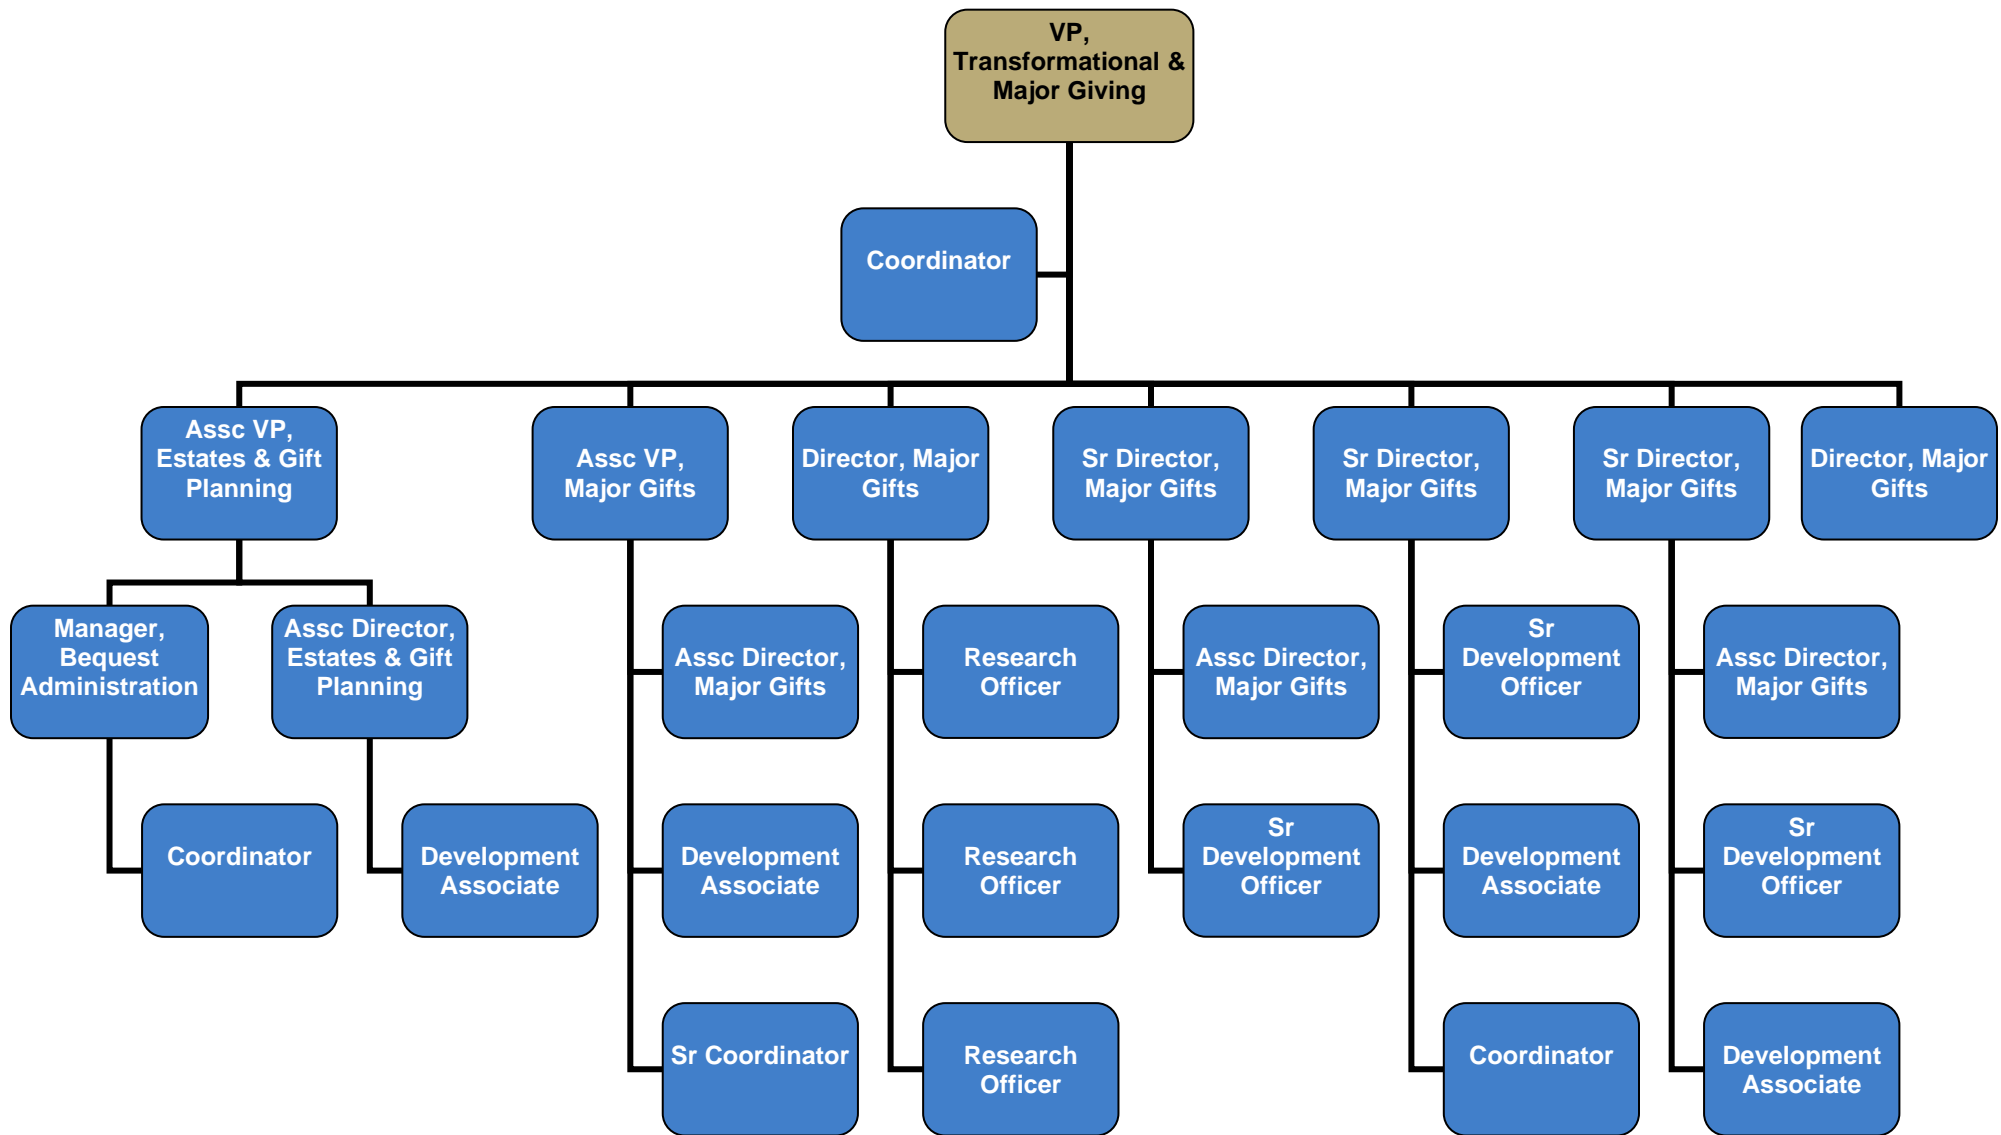 VP,
Transformational &
Major Giving
Coordinator
Assc VP,
Estates & Gift
Planning
Assc VP,
Major Gifts
Director, Major
Gifts
Sr Director,
Major Gifts
Sr Director,
Major Gifts
Sr Director,
Major Gifts
Director, Major
Gifts
Manager,
Bequest
Administration
Assc Director,
Estates & Gift
Planning
Assc Director,
Major Gifts
Research
Officer
Assc Director,
Major Gifts
Sr
Development
Officer
Assc Director,
Major Gifts
Coordinator
Development
Associate
Development
Associate
Research
Officer
Sr
Development
Officer
Development
Associate
Sr
Development
Officer
Sr Coordinator
Research
Officer
Coordinator
Development
Associate